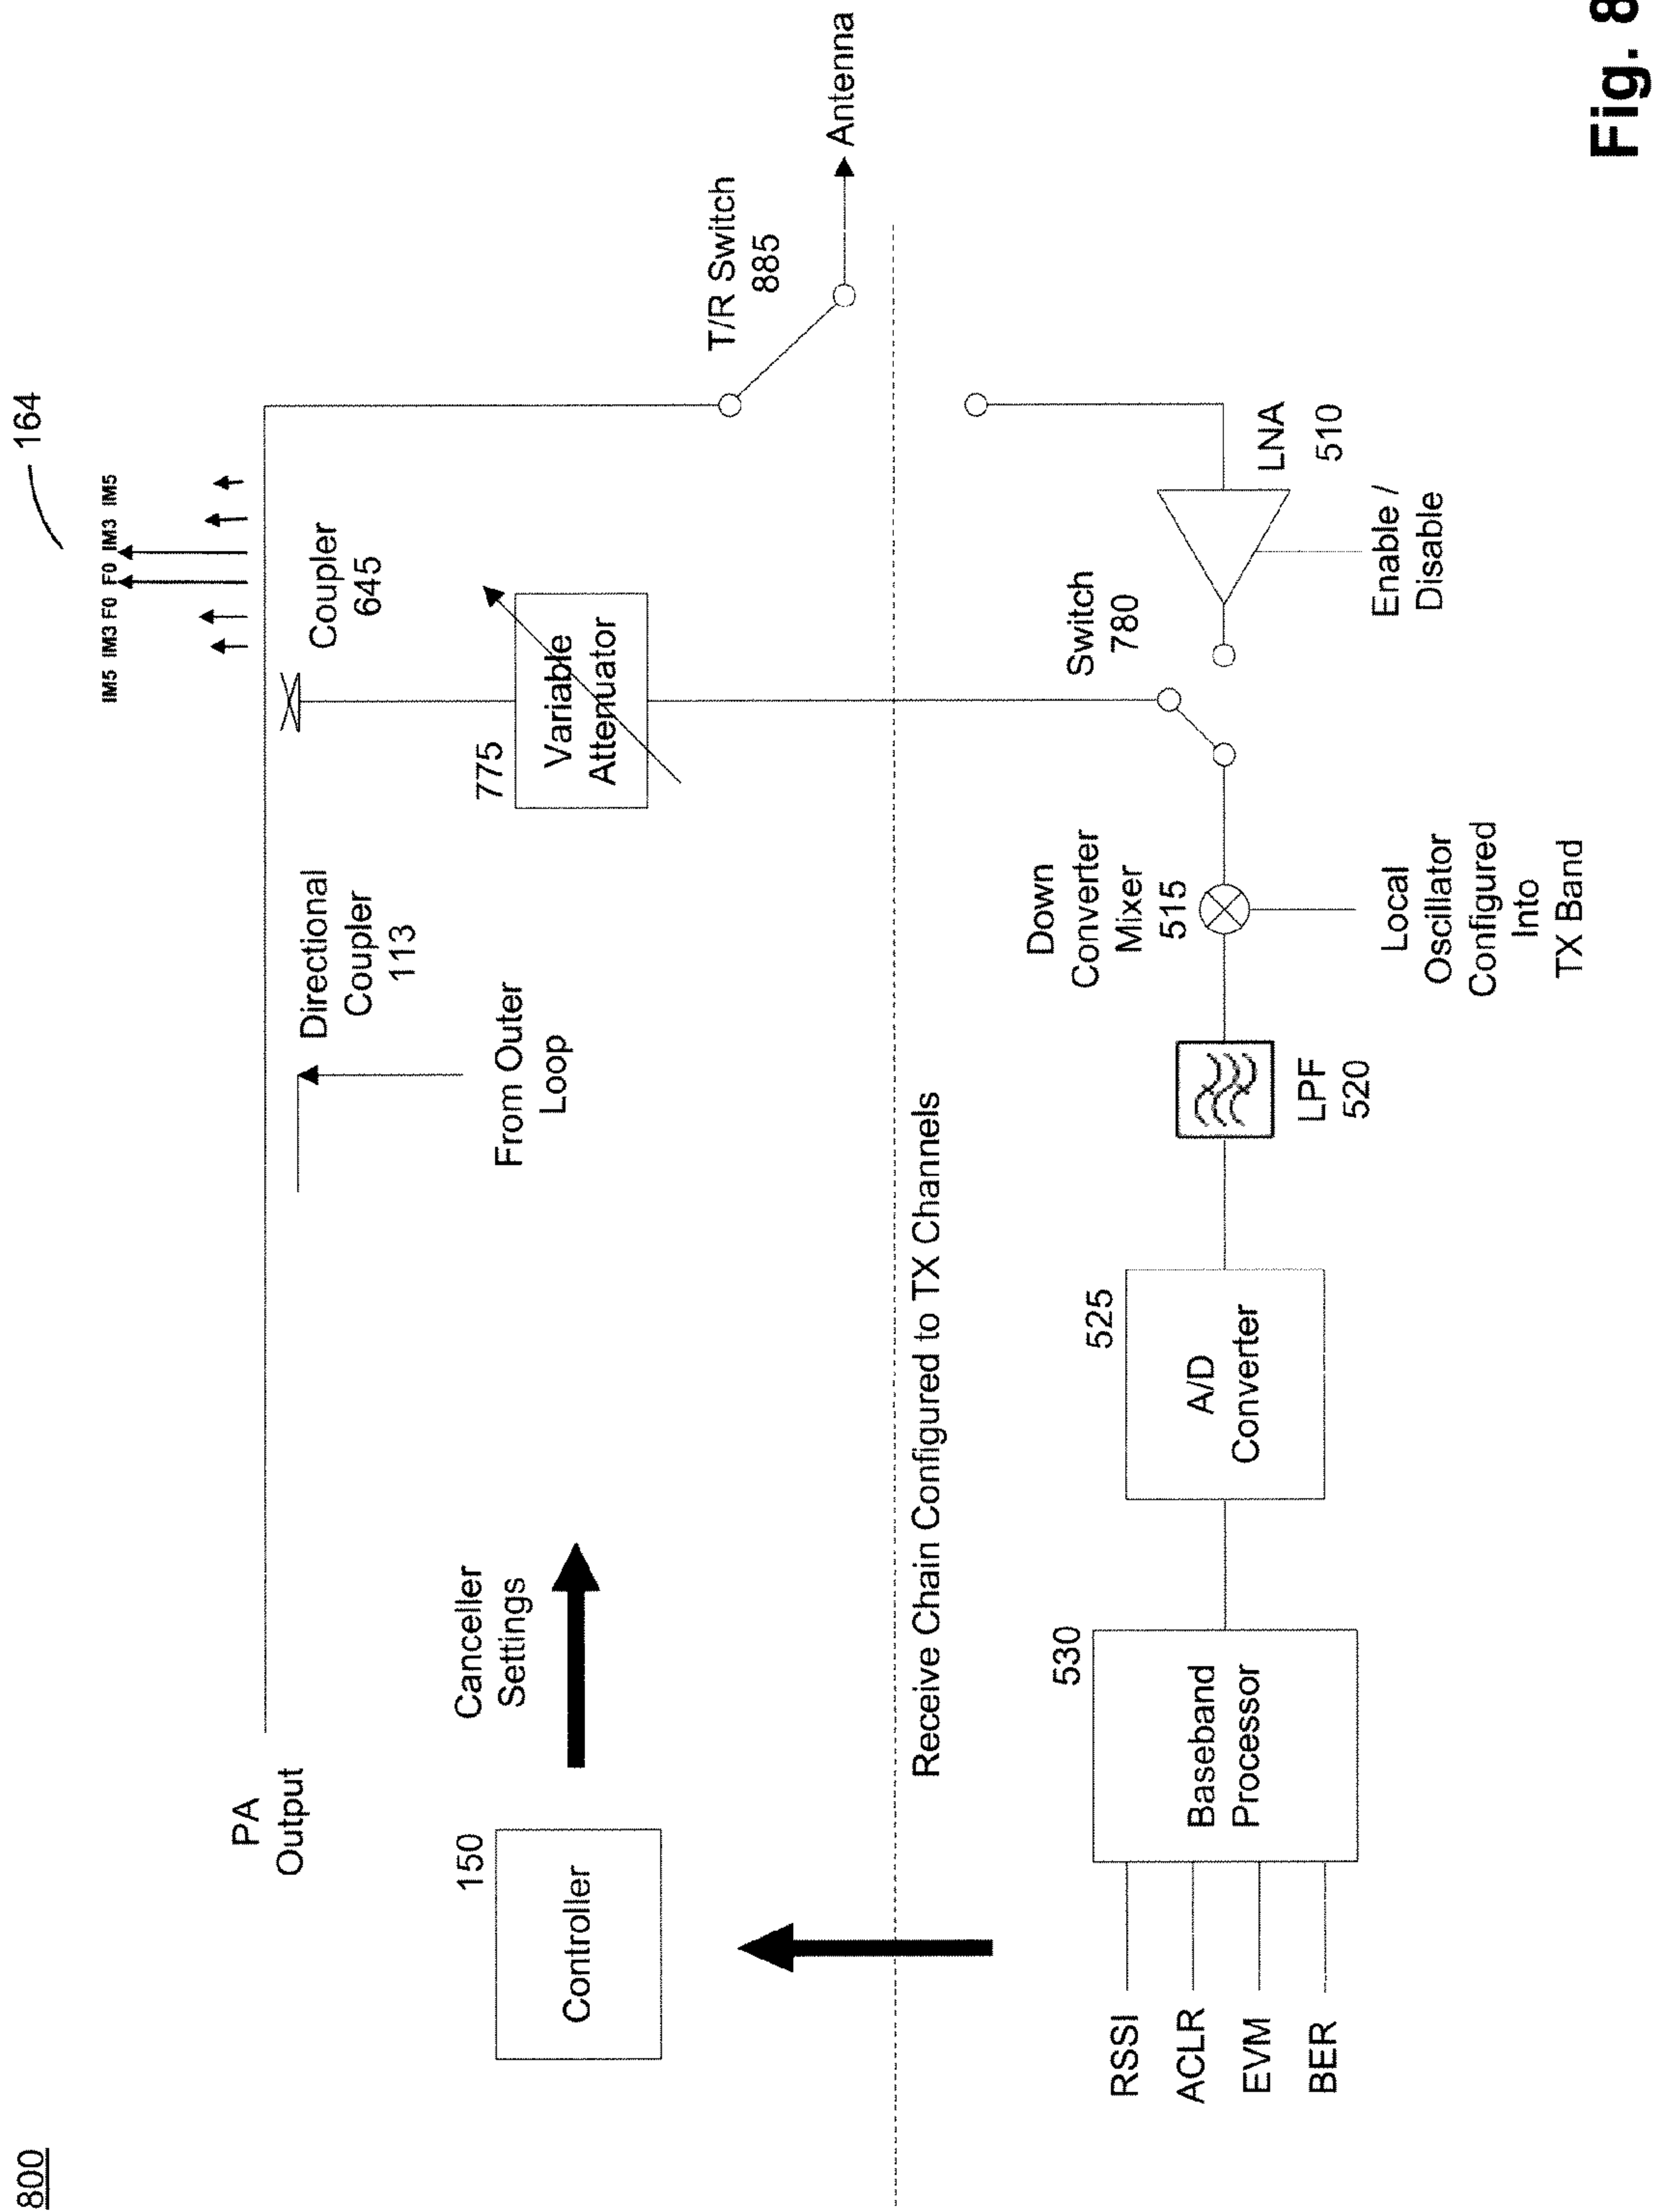 800
164
IM5 IM3 F0 F0 IM3 IM5
PA
Output
Directional
Coupler
113
From Outer
Loop
Coupler
645
775
Variable
Attenuator
T/R Switch
885
Antenna
150
Controller
Canceller
Settings
Receive Chain Configured to TX Channels
RSSI
ACLR
EVM
BER
530
Baseband
Processor
525
A/D
Converter
LPF
520
Down
Converter
Mixer
515
Local
Oscillator
Configured
Into
TX Band
Switch
780
LNA
510
Enable /
Disable
Fig. 8